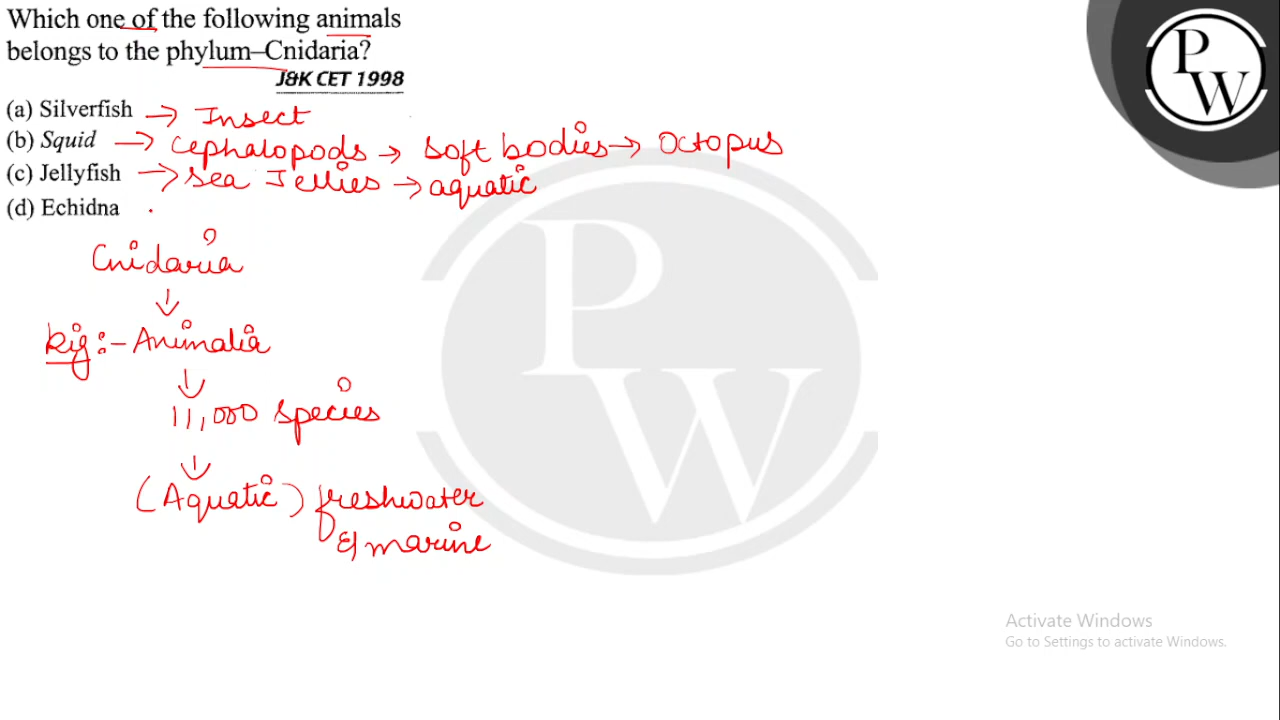 Which one of the following animals
belongs to the phylum–Cnidaria?
J&K CET 1998
(a) Silverfish → Insect
(b) Squid → Cephalopods → Soft bodies → Octopus
(c) Jellyfish → Sea Jellies → aquatic
(d) Echidna
Cnidaria
↓
Kig:- Animalia
↓
11,000 species
↓
(Aquatic) freshwater
& marine
PW
PW
Activate Windows
Go to Settings to activate Windows.